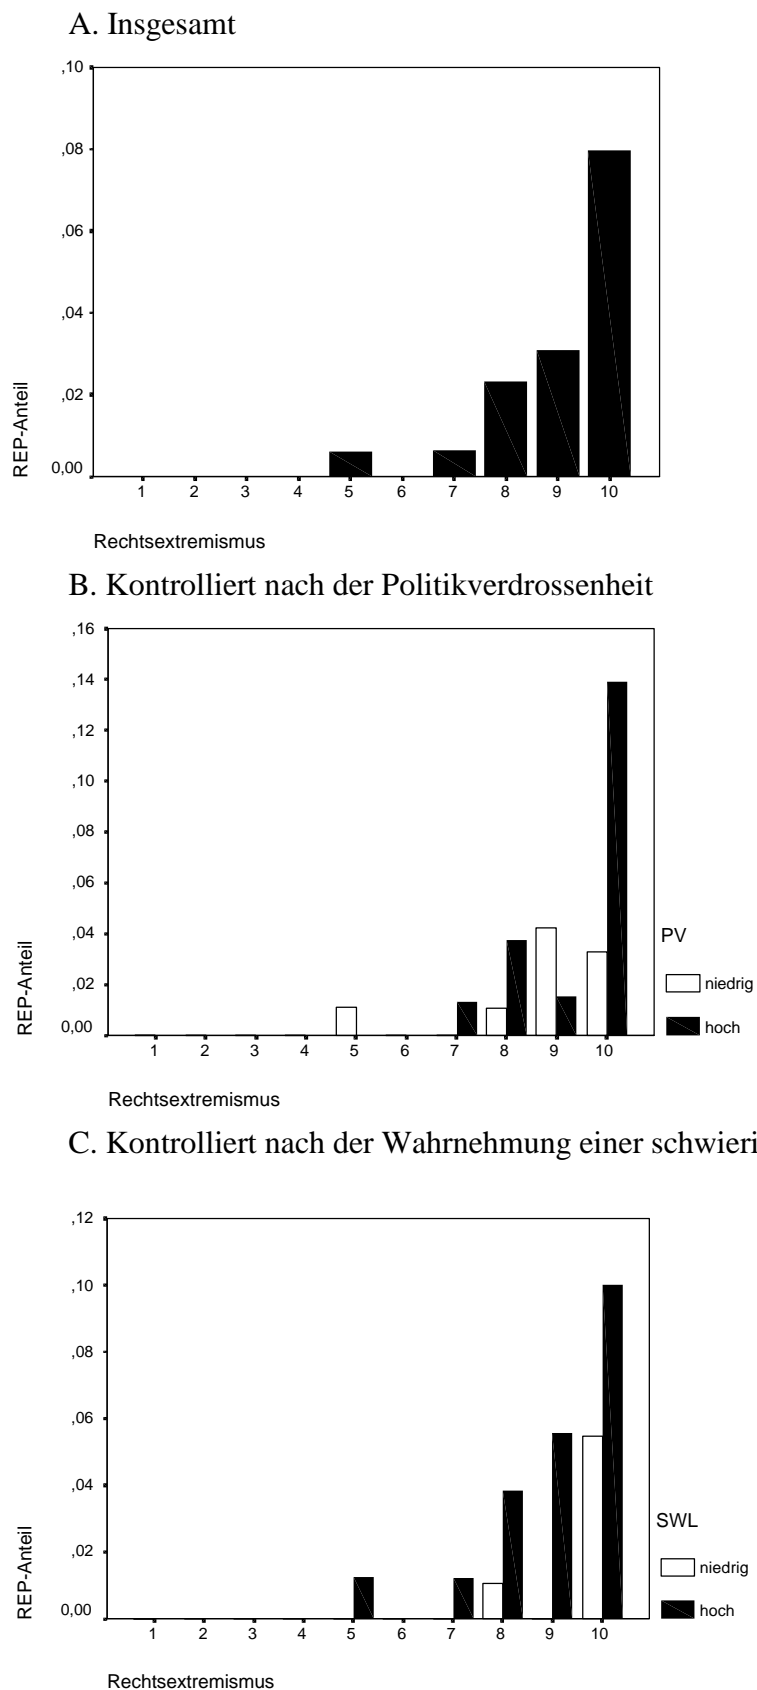 A. Insgesamt
,10
,08
,06
,04
,02
0,00
REP-Anteil
1 2 3 4 5 6 7 8 9 10
Rechtsextremismus
B. Kontrolliert nach der Politikverdrossenheit
,16
,14
,12
,10
,08
,06
,04
,02
0,00
REP-Anteil
1 2 3 4 5 6 7 8 9 10
Rechtsextremismus
PV
niedrig
hoch
C. Kontrolliert nach der Wahrnehmung einer schwieri
,12
,10
,08
,06
,04
,02
0,00
REP-Anteil
1 2 3 4 5 6 7 8 9 10
Rechtsextremismus
SWL
niedrig
hoch